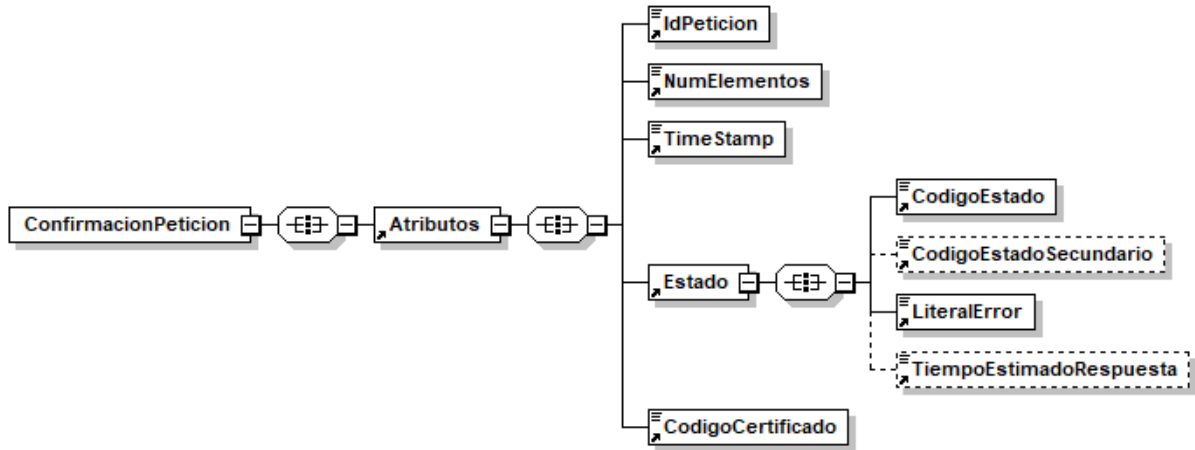 IdPeticion
NumElementos
TimeStamp
ConfirmacionPeticion
Atributos
Estado
CodigoEstado
CodigoEstadoSecundario
LiteralError
TiempoEstimadoRespuesta
CodigoCertificado